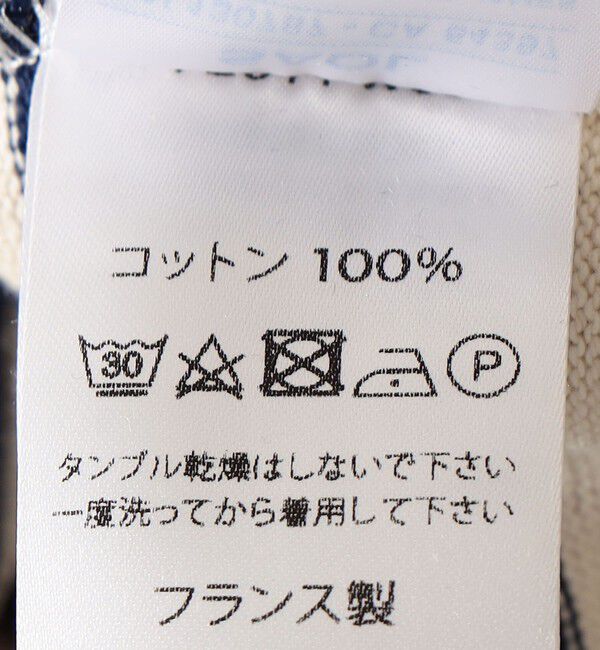 コットン 100%
30 P
タンブル乾燥はしないで下さい
一度洗ってから着用して下さい
フランス製